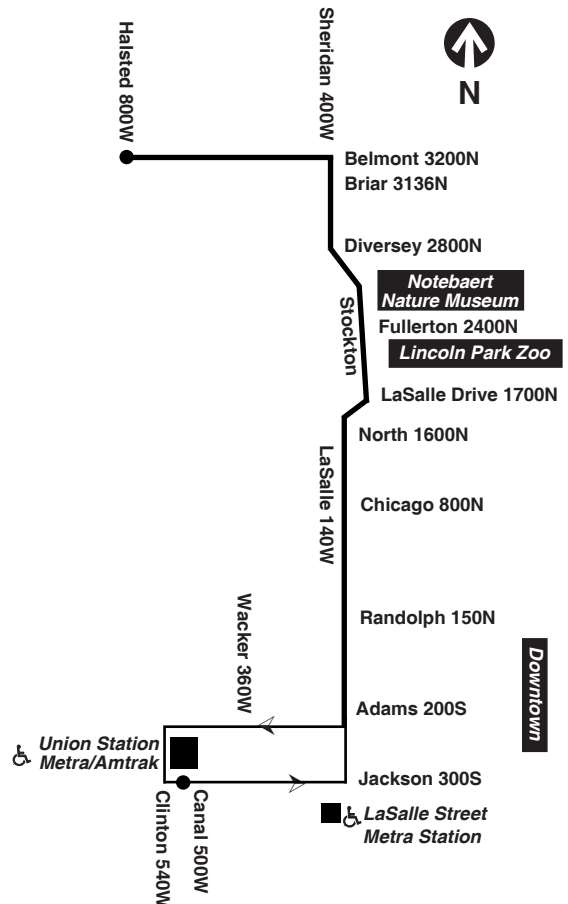 Halsted 800W
Sheridan 400W
N
Belmont 3200N
Briar 3136N
Diversey 2800N
Notebaert
Nature Museum
Stockton
Fullerton 2400N
Lincoln Park Zoo
LaSalle Drive 1700N
North 1600N
LaSalle 140W
Chicago 800N
Randolph 150N
Wacker 360W
Downtown
Adams 200S
Union Station
Metra/Amtrak
Jackson 300S
Clinton 540W
Canal 500W
LaSalle Street
Metra Station